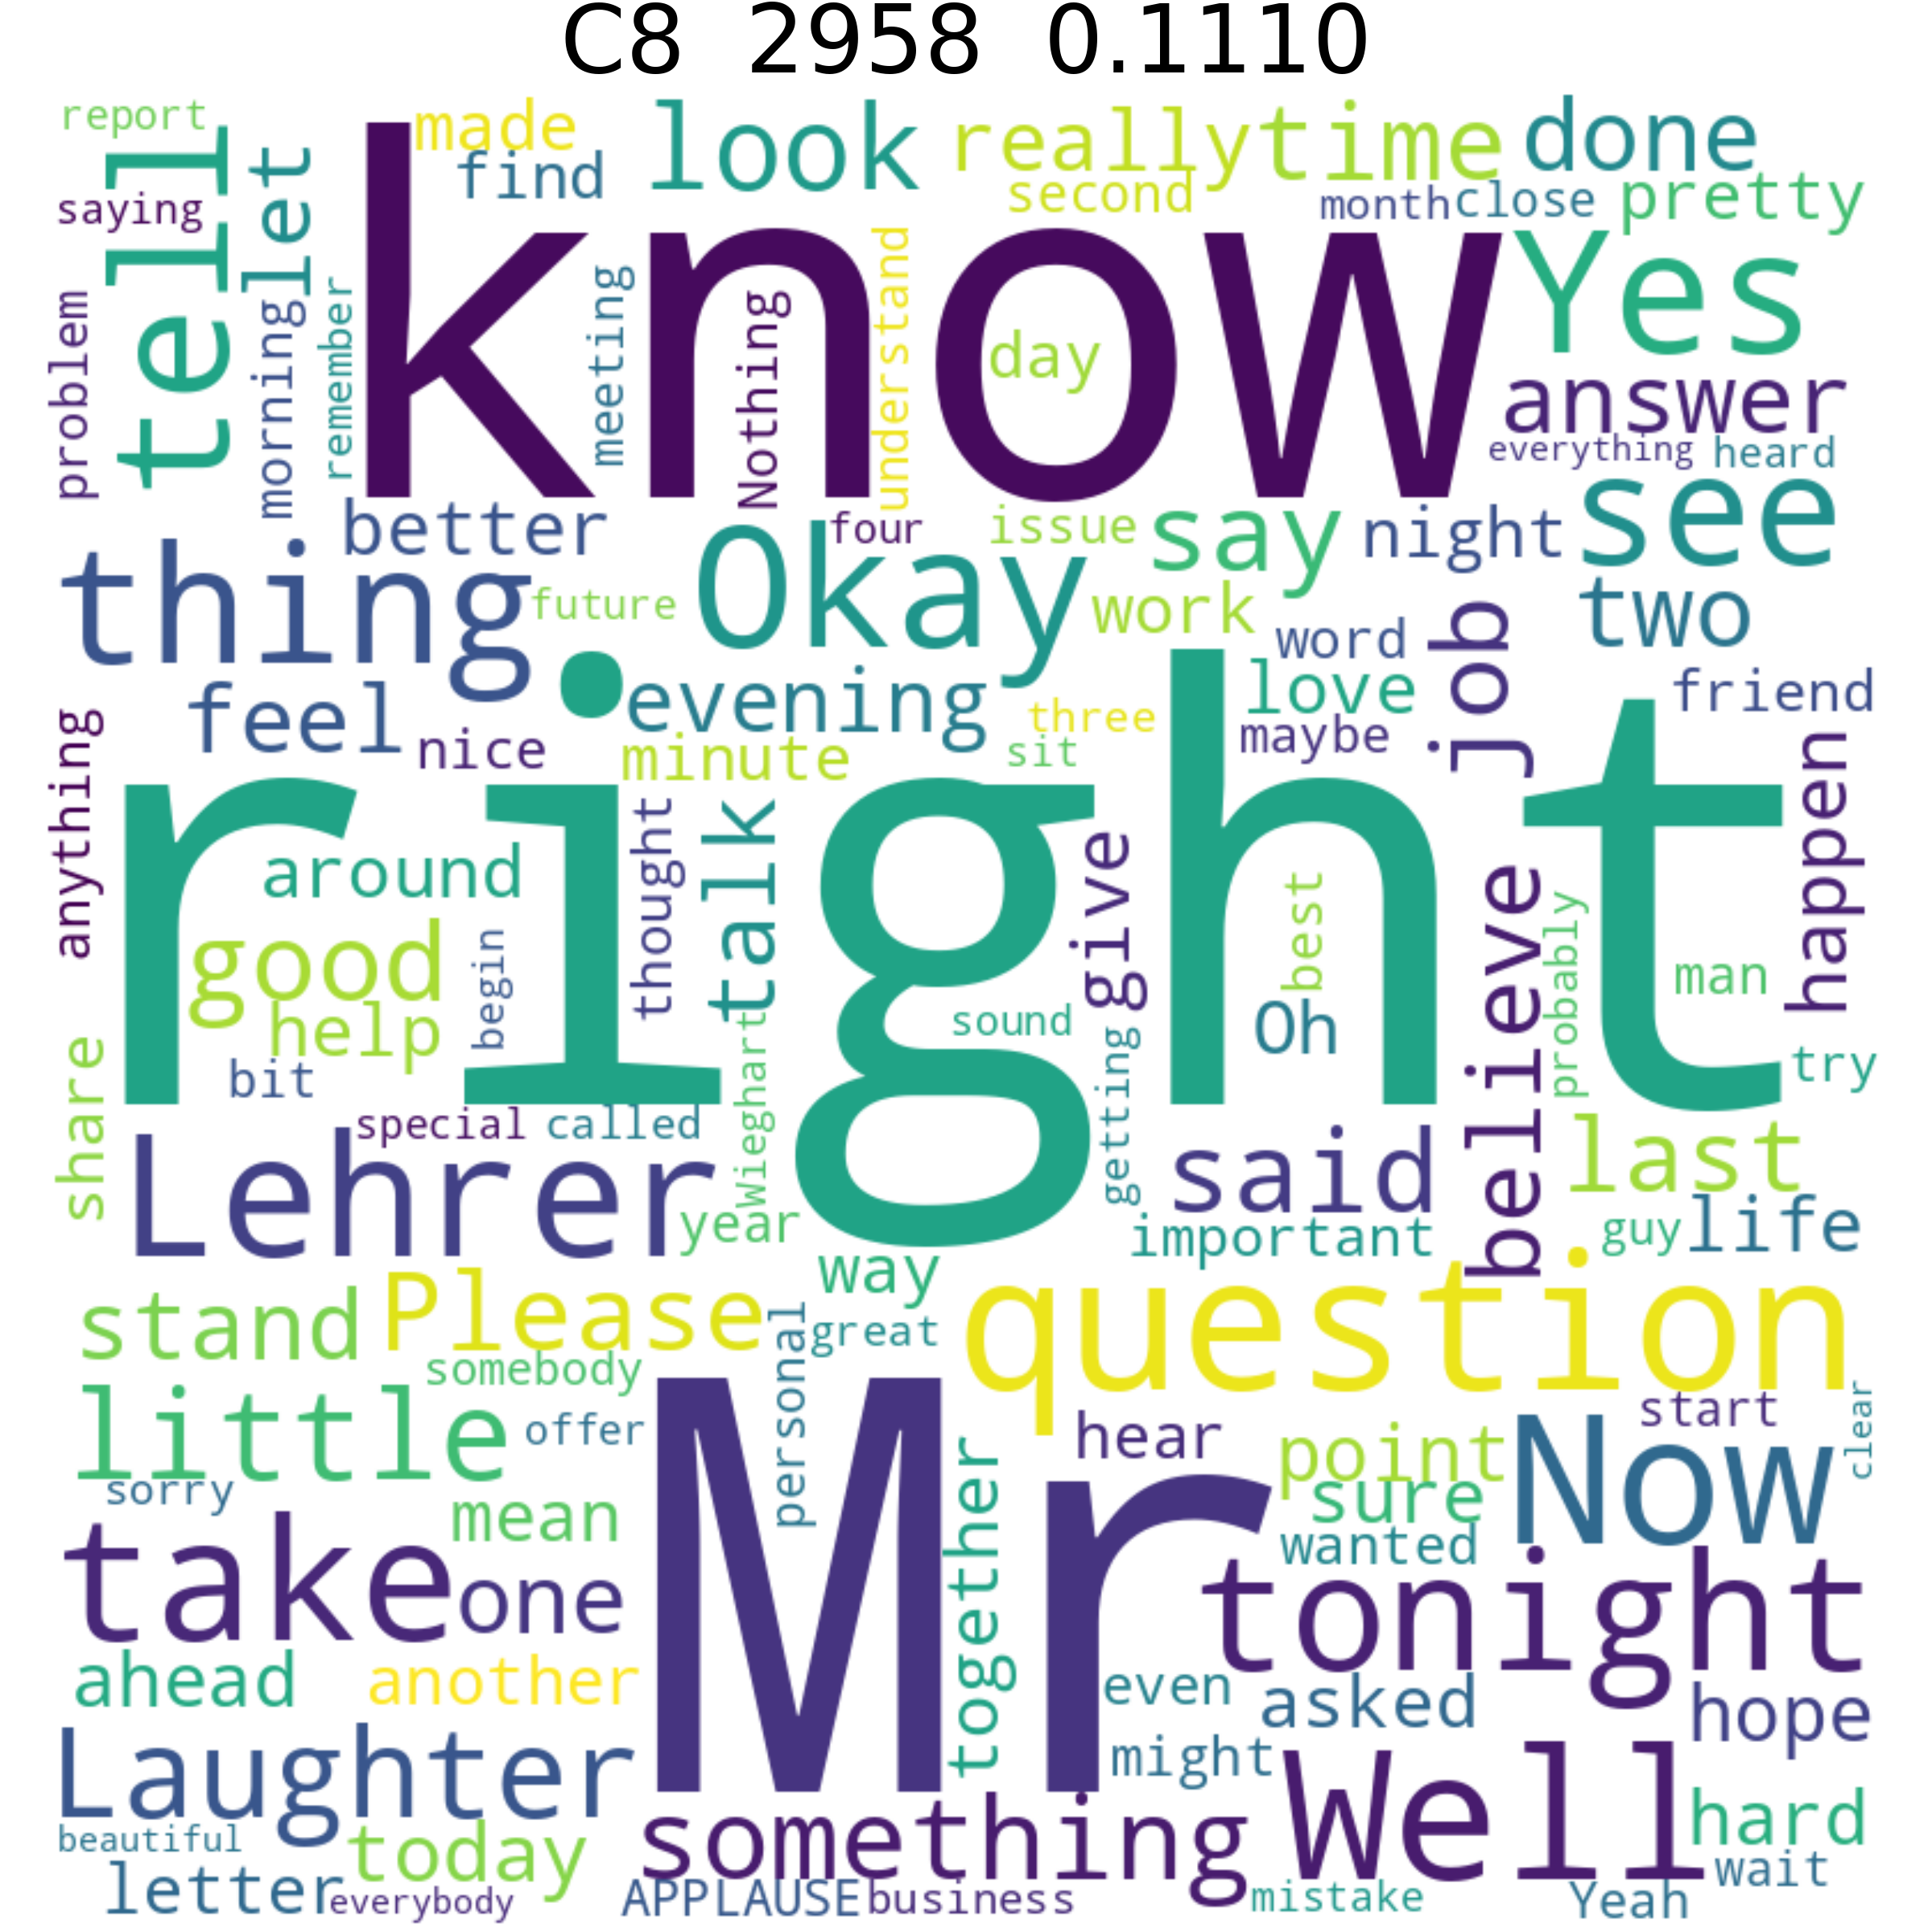 C8 2958 0.1110
report
made
look
really
time
done
tell
let
find
second
month
close
pretty
saying
know
Yes
problem
morning
remember
meeting
Nothing
understand
day
answer
everything
heard
better
four
issue
say
night
see
thing
future
Okay
work
word
job
two
feel
nice
evening
three
love
friend
minute
sit
maybe
anything
right
around
thought
talk
give
best
believe
probably
happen
good
help
begin
sound
Oh
man
bit
share
Wieghart
getting
try
special
called
Lehrer
said
last
year
important
guy
life
way
stand
Please
personal
great
question
somebody
little
offer
hear
start
clear
Mr
point
Now
sorry
mean
together
sure
wanted
take
one
tonight
ahead
another
even
asked
hope
Laughter
might
Well
something
hard
beautiful
today
wait
letter
everybody
APPLAUSE
business
mistake
Yeah